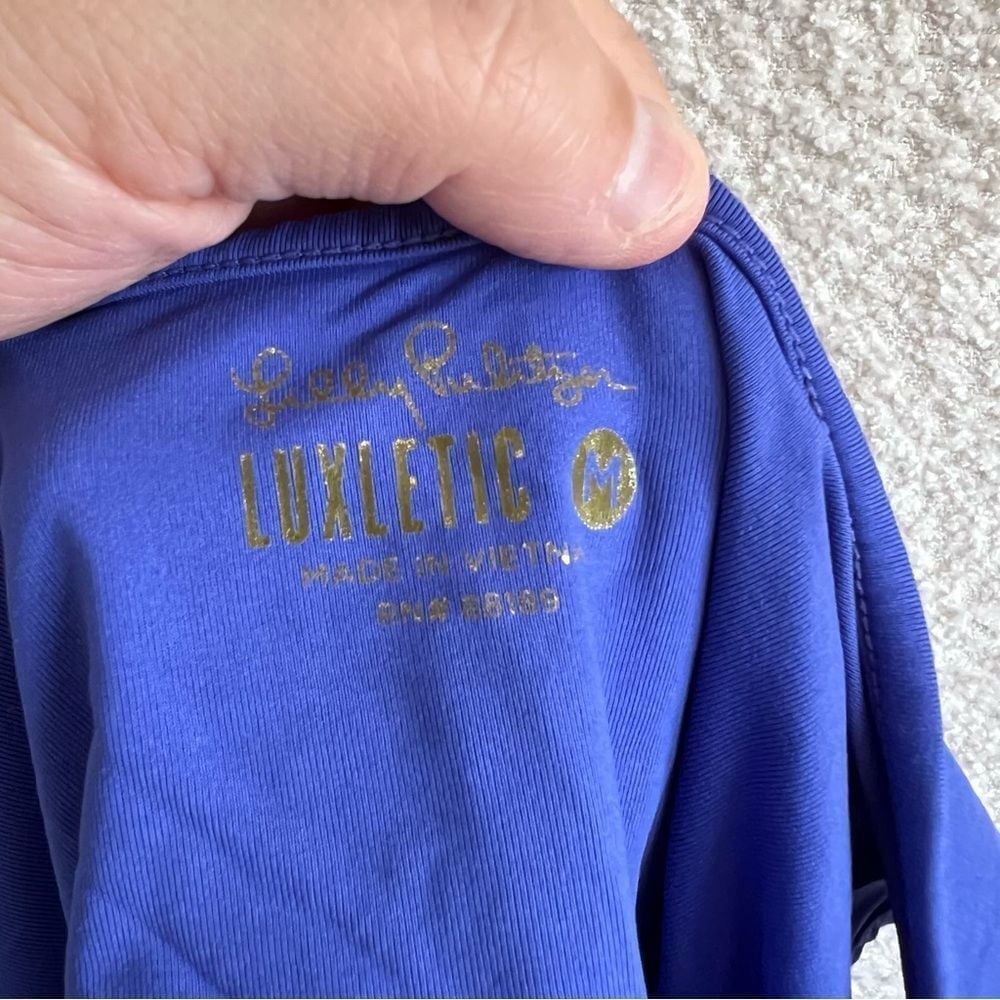 Lilly Pulitzer
LUXLETIC M
MADE IN VIETNA
RN# 88189